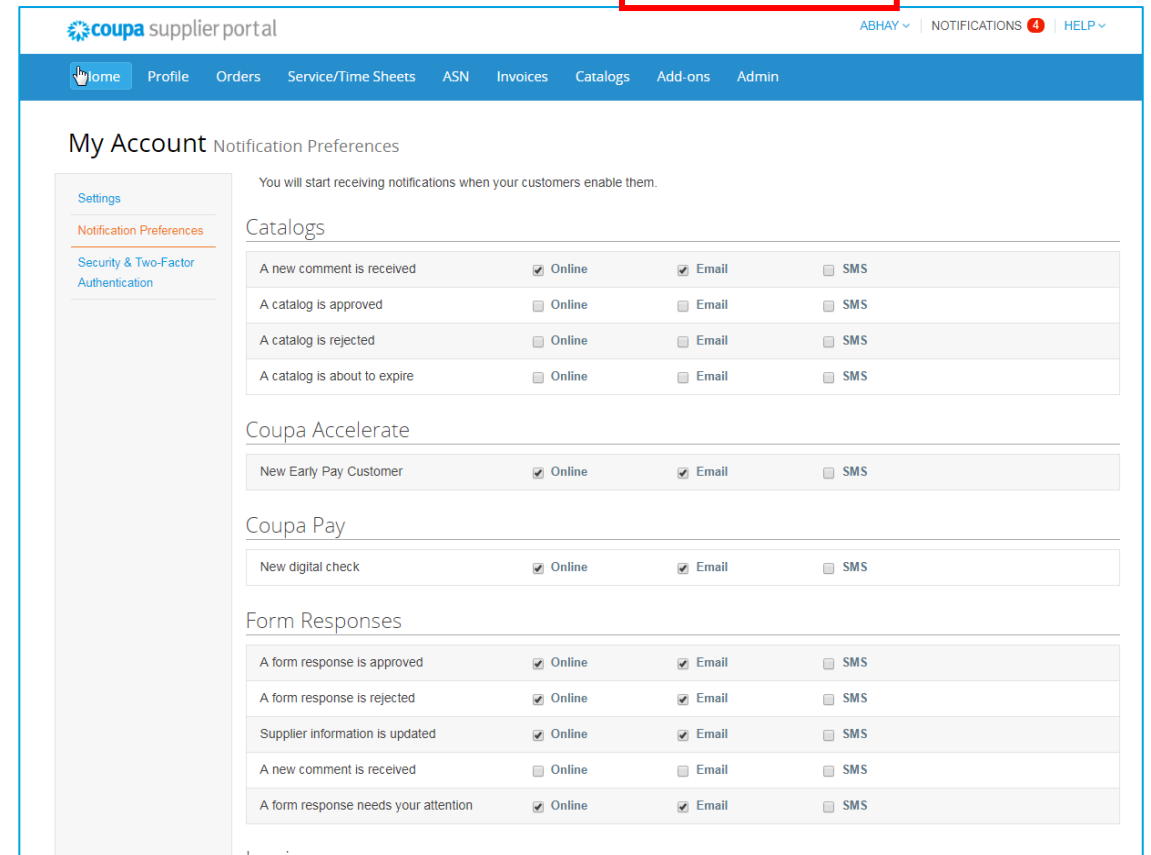 coupa supplier portal
ABHAY NOTIFICATIONS 4 HELP
Home Profile Orders Service/Time Sheets ASN Invoices Catalogs Add-ons Admin
My Account Notification Preferences
You will start receiving notifications when your customers enable them.
Settings
Notification Preferences
Security & Two-Factor
Authentication
Catalogs
A new comment is received Online Email SMS
A catalog is approved Online Email SMS
A catalog is rejected Online Email SMS
A catalog is about to expire Online Email SMS
Coupa Accelerate
New Early Pay Customer Online Email SMS
Coupa Pay
New digital check Online Email SMS
Form Responses
A form response is approved Online Email SMS
A form response is rejected Online Email SMS
Supplier information is updated Online Email SMS
A new comment is received Online Email SMS
A form response needs your attention Online Email SMS